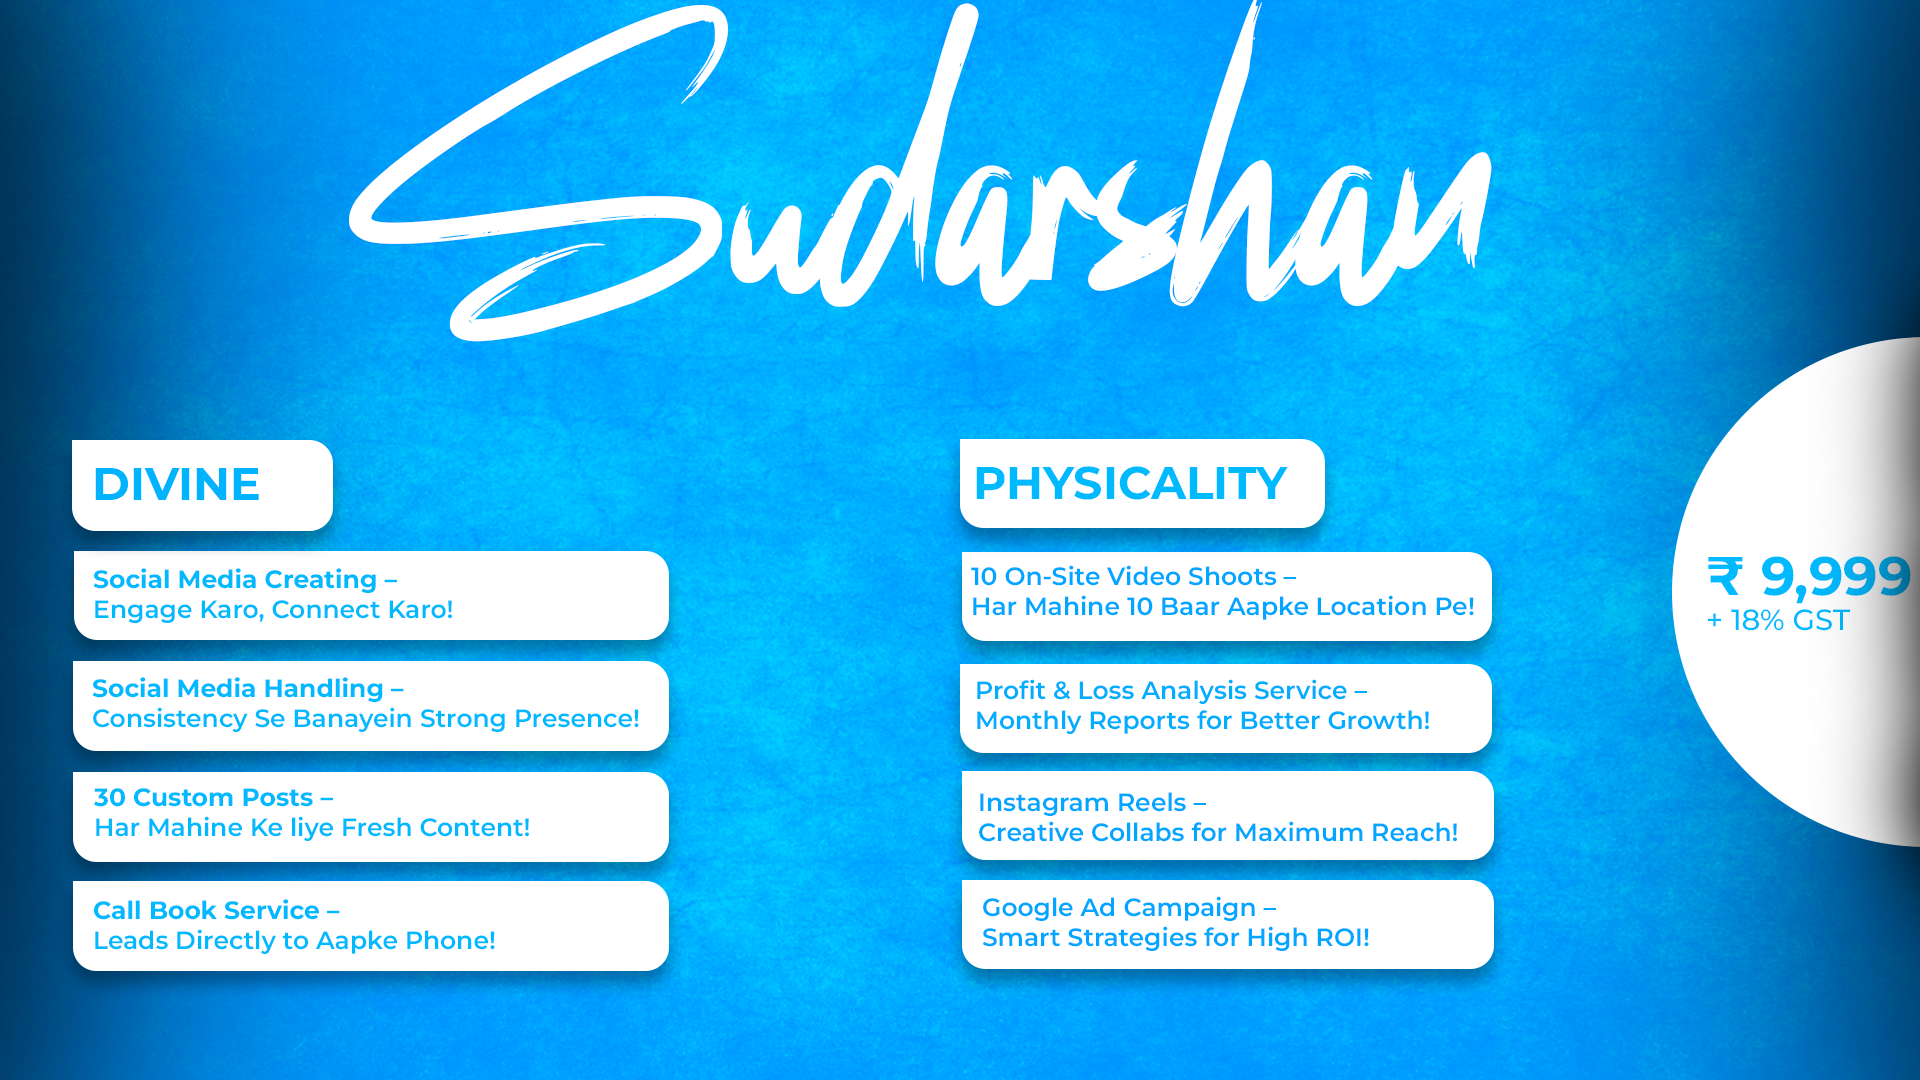 Sudarshan
DIVINE
Social Media Creating –
Engage Karo, Connect Karo!
Social Media Handling –
Consistency Se Banayein Strong Presence!
30 Custom Posts –
Har Mahine Ke liye Fresh Content!
Call Book Service –
Leads Directly to Aapke Phone!
PHYSICALITY
10 On-Site Video Shoots –
Har Mahine 10 Baar Aapke Location Pe!
Profit & Loss Analysis Service –
Monthly Reports for Better Growth!
Instagram Reels –
Creative Collabs for Maximum Reach!
Google Ad Campaign –
Smart Strategies for High ROI!
₹ 9,999
+ 18% GST